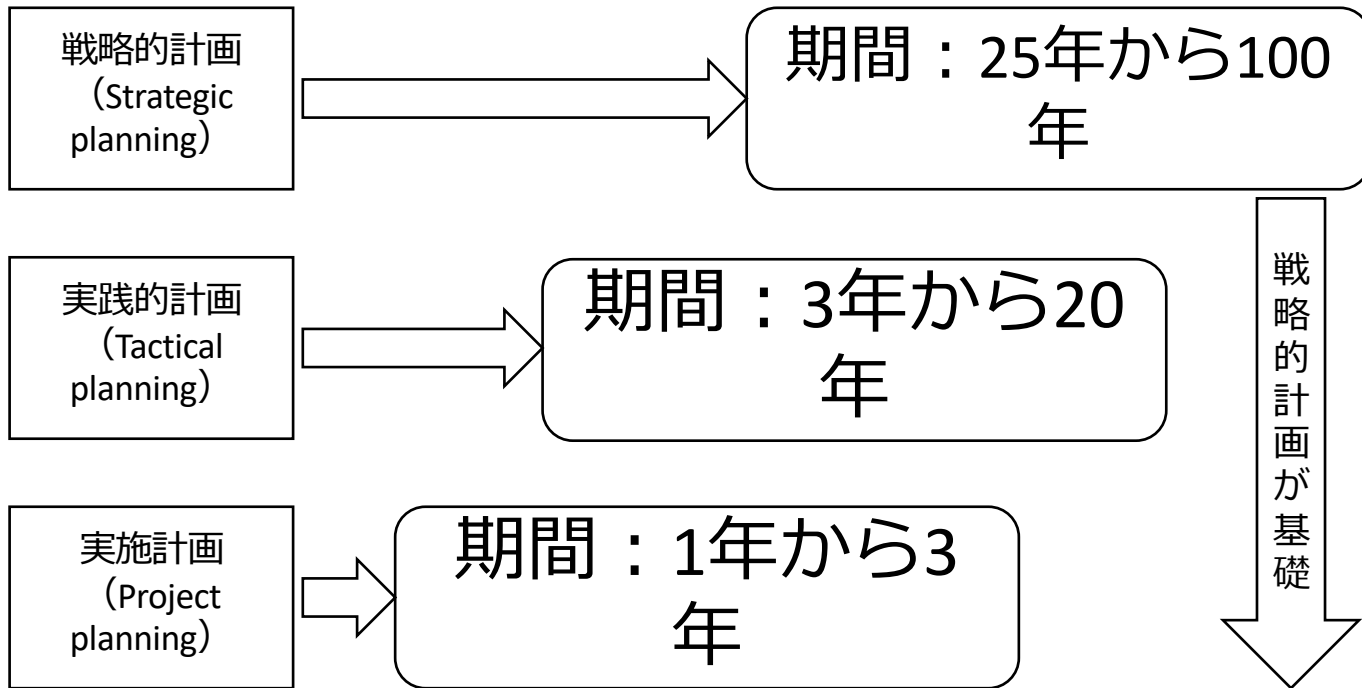 戦略的計画
（Strategic
planning）
期間：25年から100
年
実践的計画
（Tactical
planning）
期間：3年から20
年
実施計画
（Project
planning）
期間：1年から3
年
戦略的計画が基礎